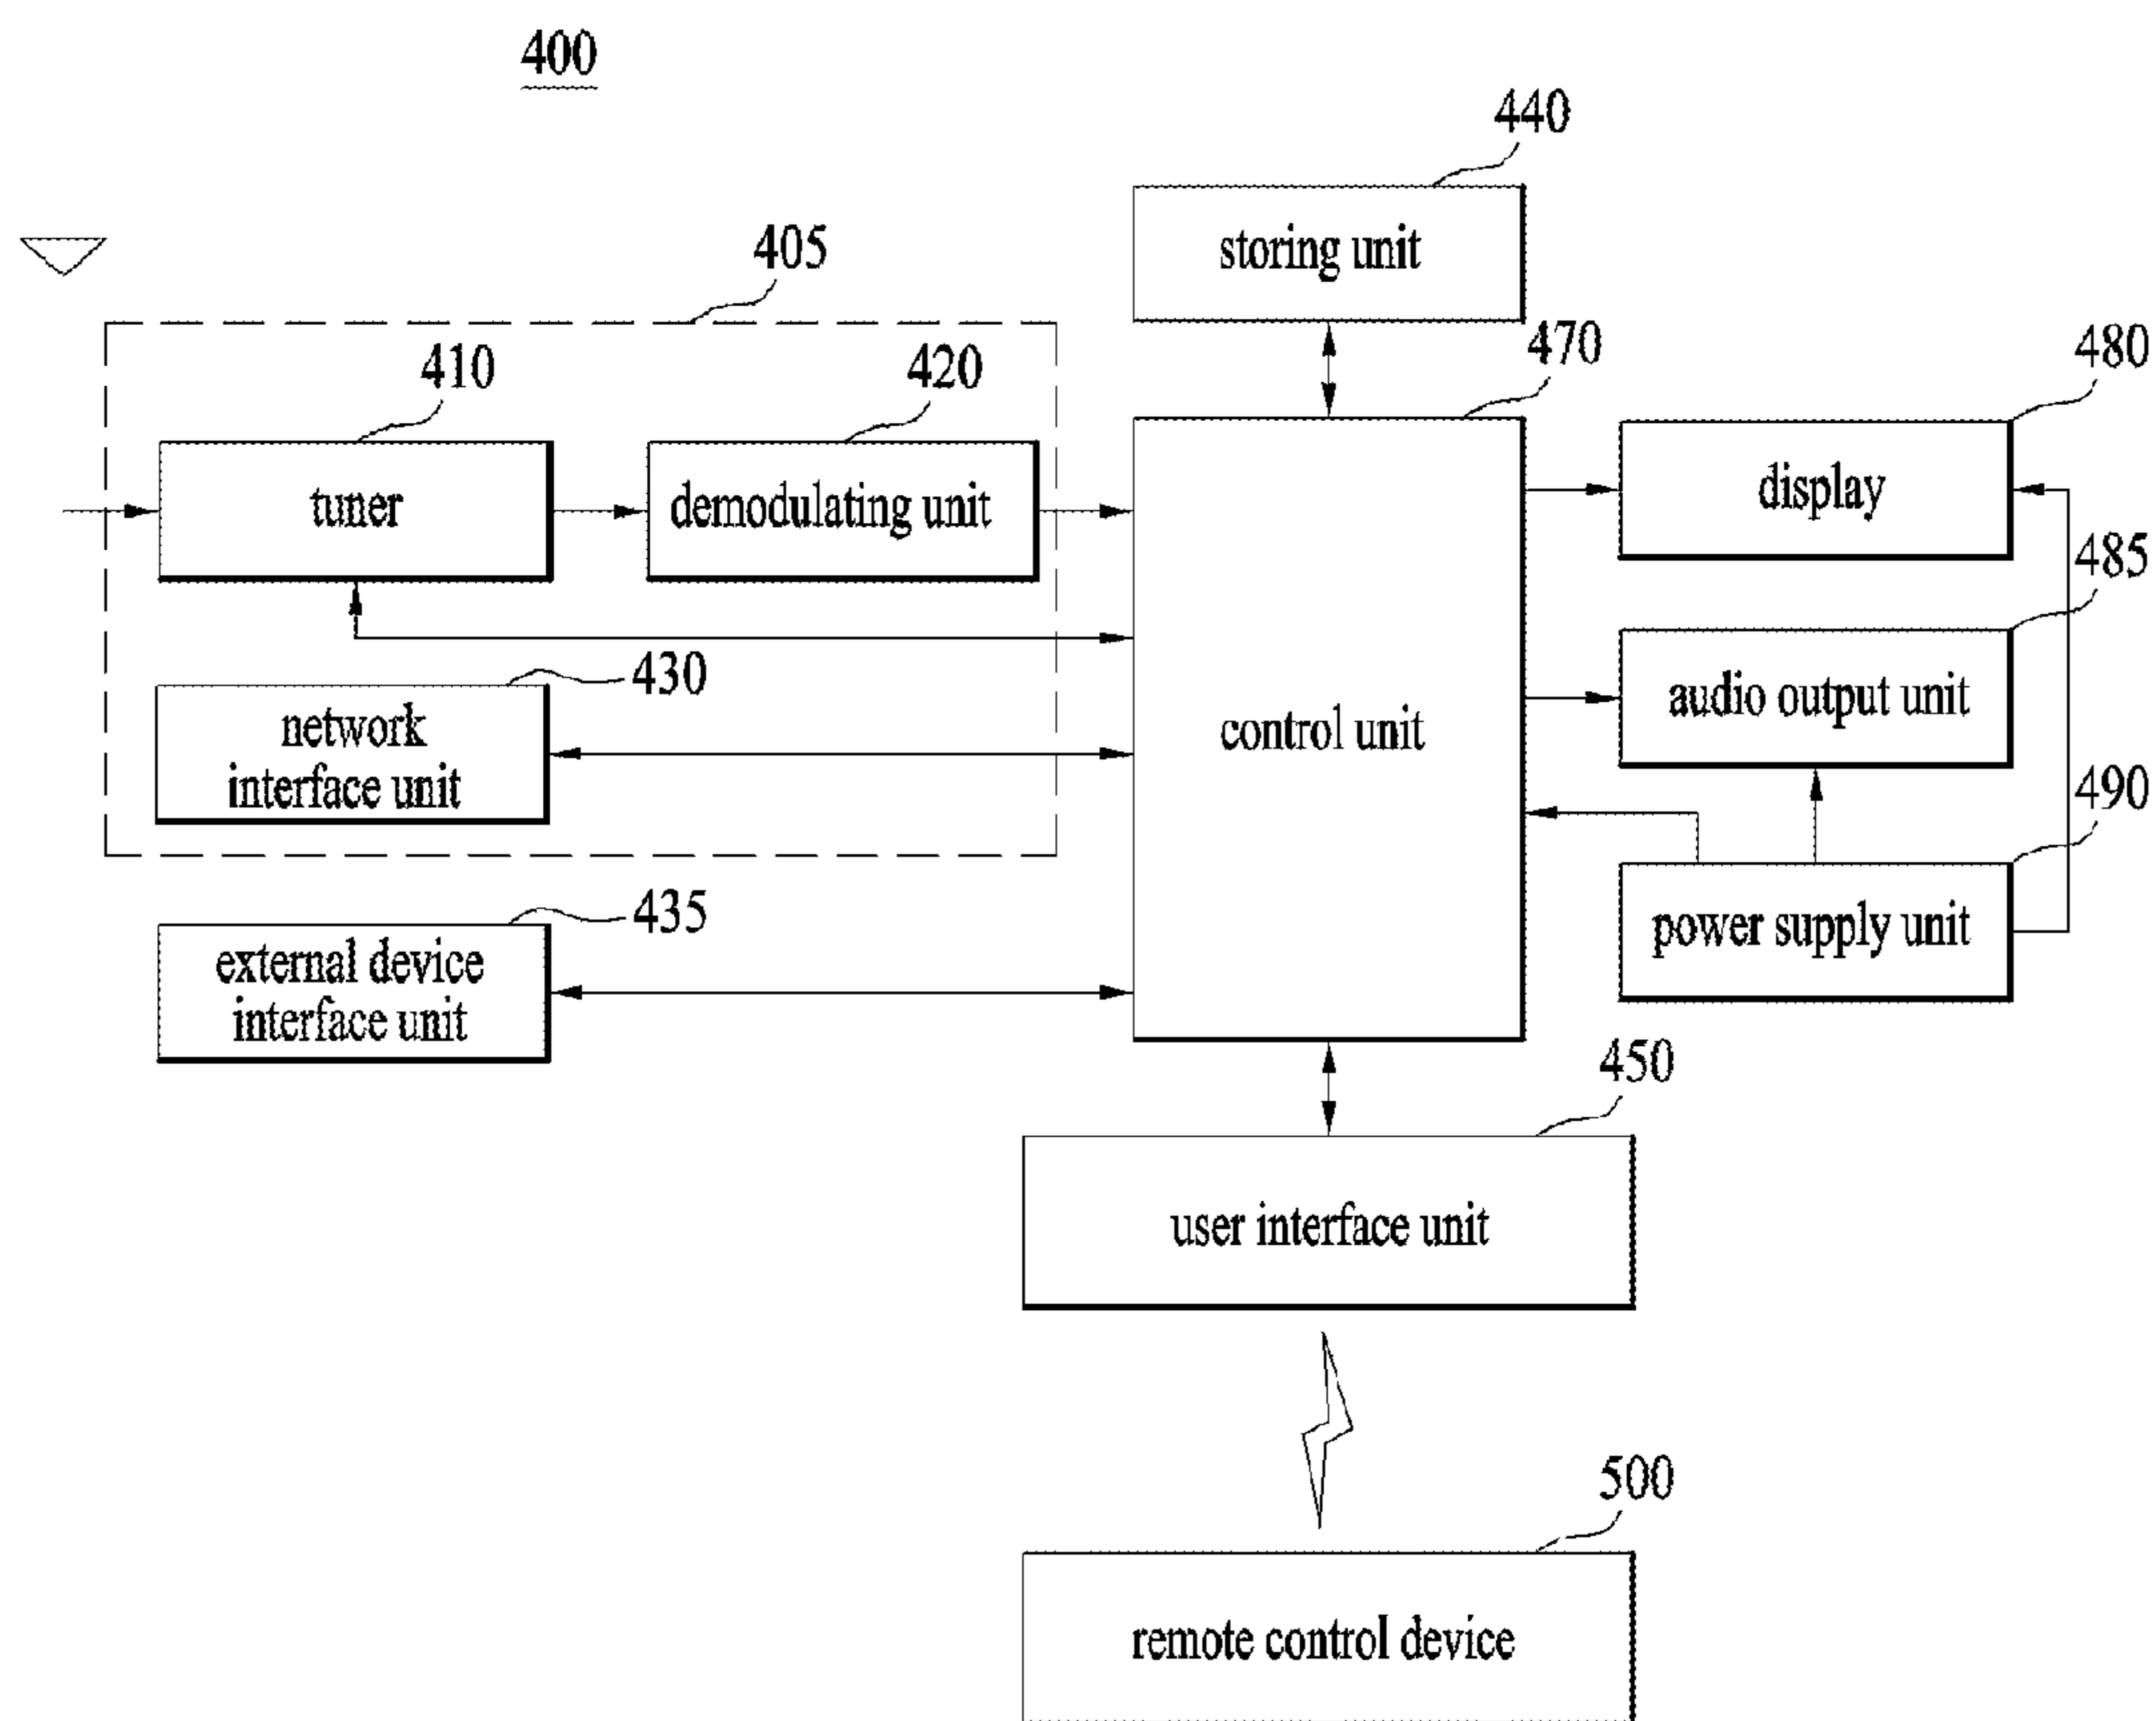 400
440
storing unit
405
470
480
410
420
tuner
demodulating unit
display
485
430
network
interface unit
control unit
audio output unit
490
435
external device
interface unit
power supply unit
450
user interface unit
500
remote control device